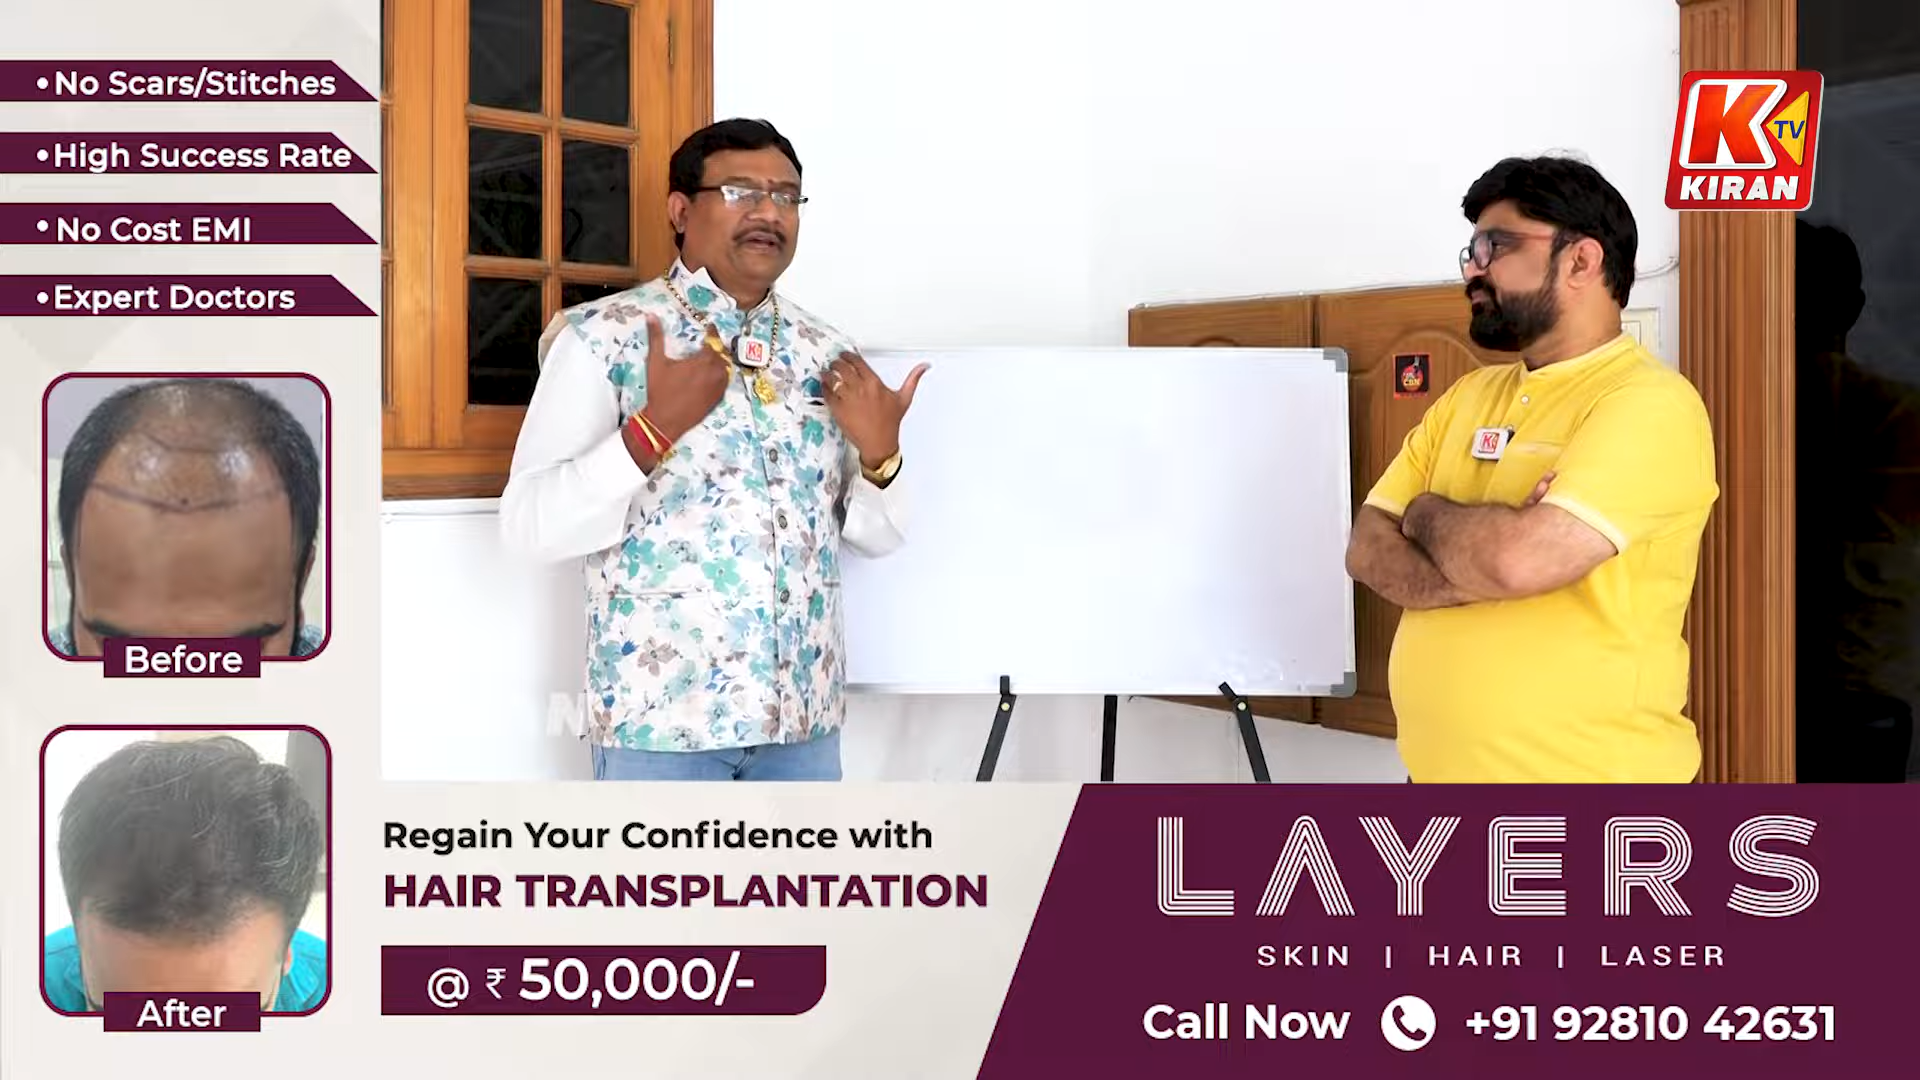 •No Scars/Stitches
•High Success Rate
•No Cost EMI
•Expert Doctors
Before
After
K TV
KIRAN
CBN
Regain Your Confidence with
HAIR TRANSPLANTATION
@ ₹ 50,000/-
LAYERS
SKIN | HAIR | LASER
Call Now +91 92810 42631